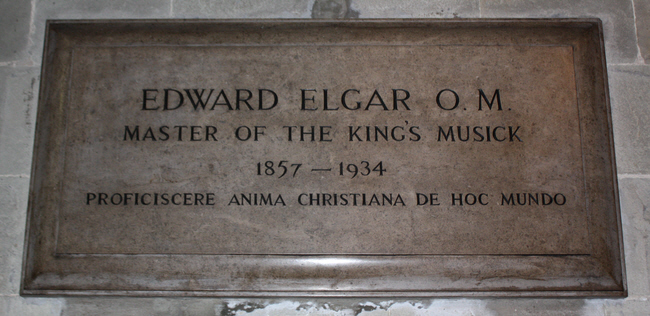 EDWARD ELGAR O. M.
MASTER OF THE KING'S MUSICK
1857 — 1934
PROFICISCERE ANIMA CHRISTIANA DE HOC MUNDO